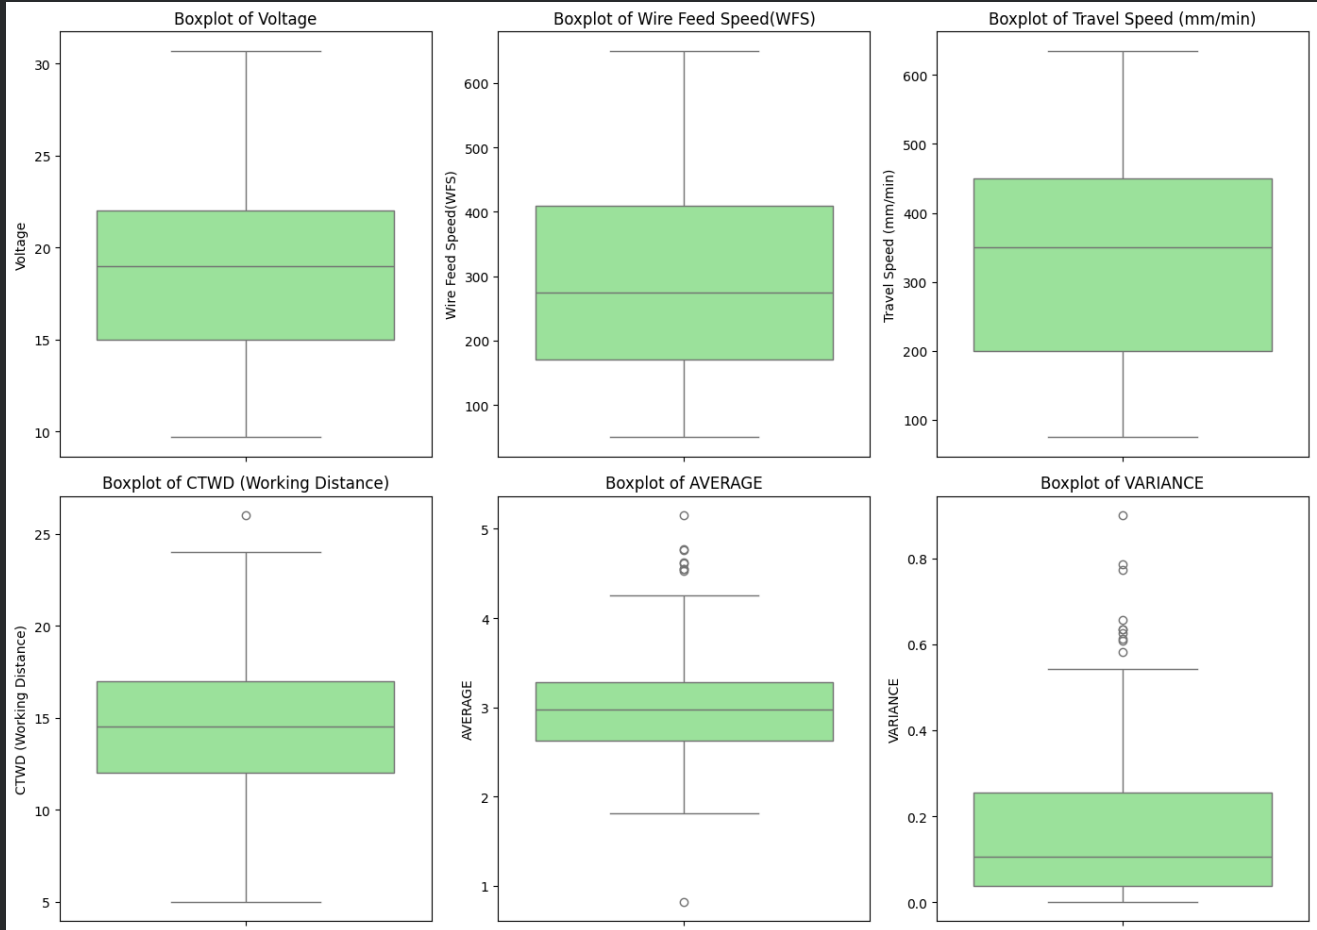 Boxplot of Voltage
Voltage
30
25
20
15
10
Boxplot of Wire Feed Speed(WFS)
Wire Feed Speed(WFS)
600
500
400
300
200
100
Boxplot of Travel Speed (mm/min)
Travel Speed (mm/min)
600
500
400
300
200
100
Boxplot of CTWD (Working Distance)
CTWD (Working Distance)
25
20
15
10
5
Boxplot of AVERAGE
AVERAGE
5
4
3
2
1
Boxplot of VARIANCE
VARIANCE
0.8
0.6
0.4
0.2
0.0